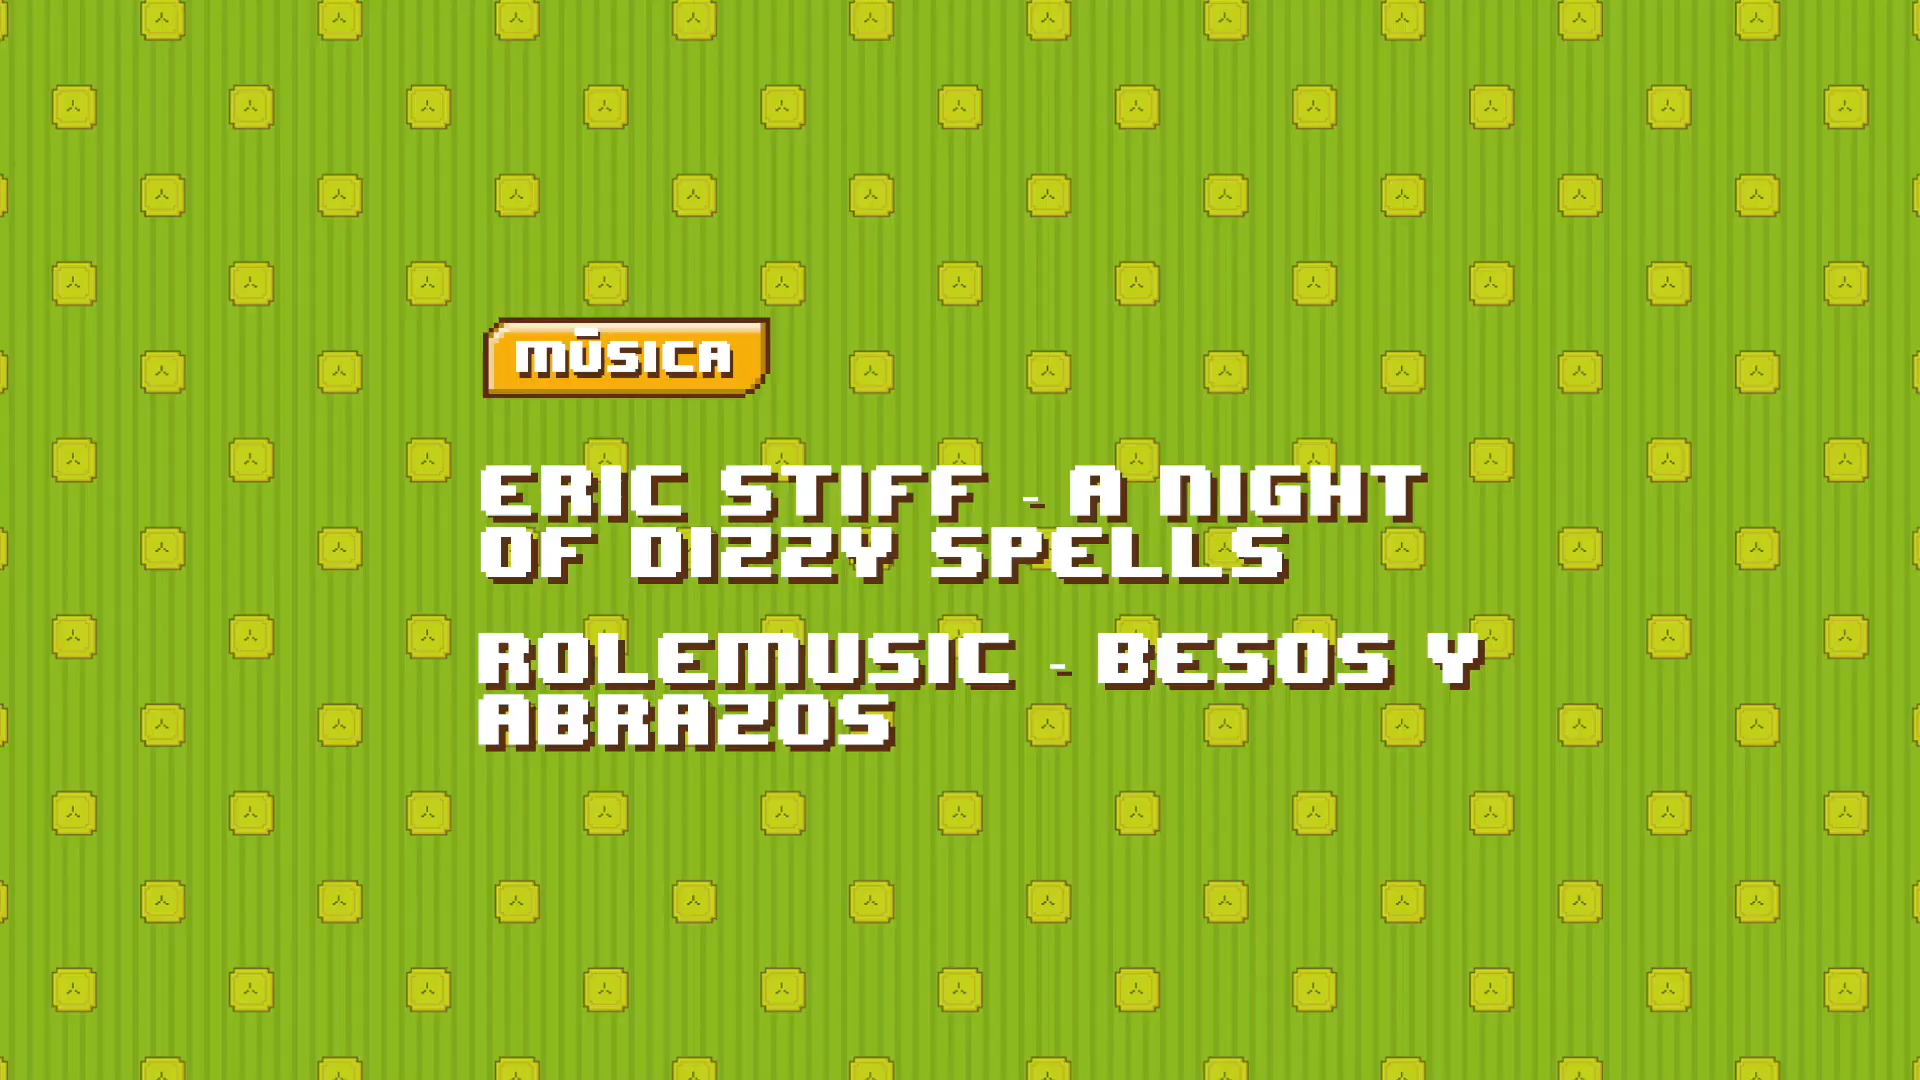 MÚSICA
ERIC STIFF - A NIGHT
OF DIZZY SPELLS
ROLEMUSIC - BESOS Y
ABRAZOS